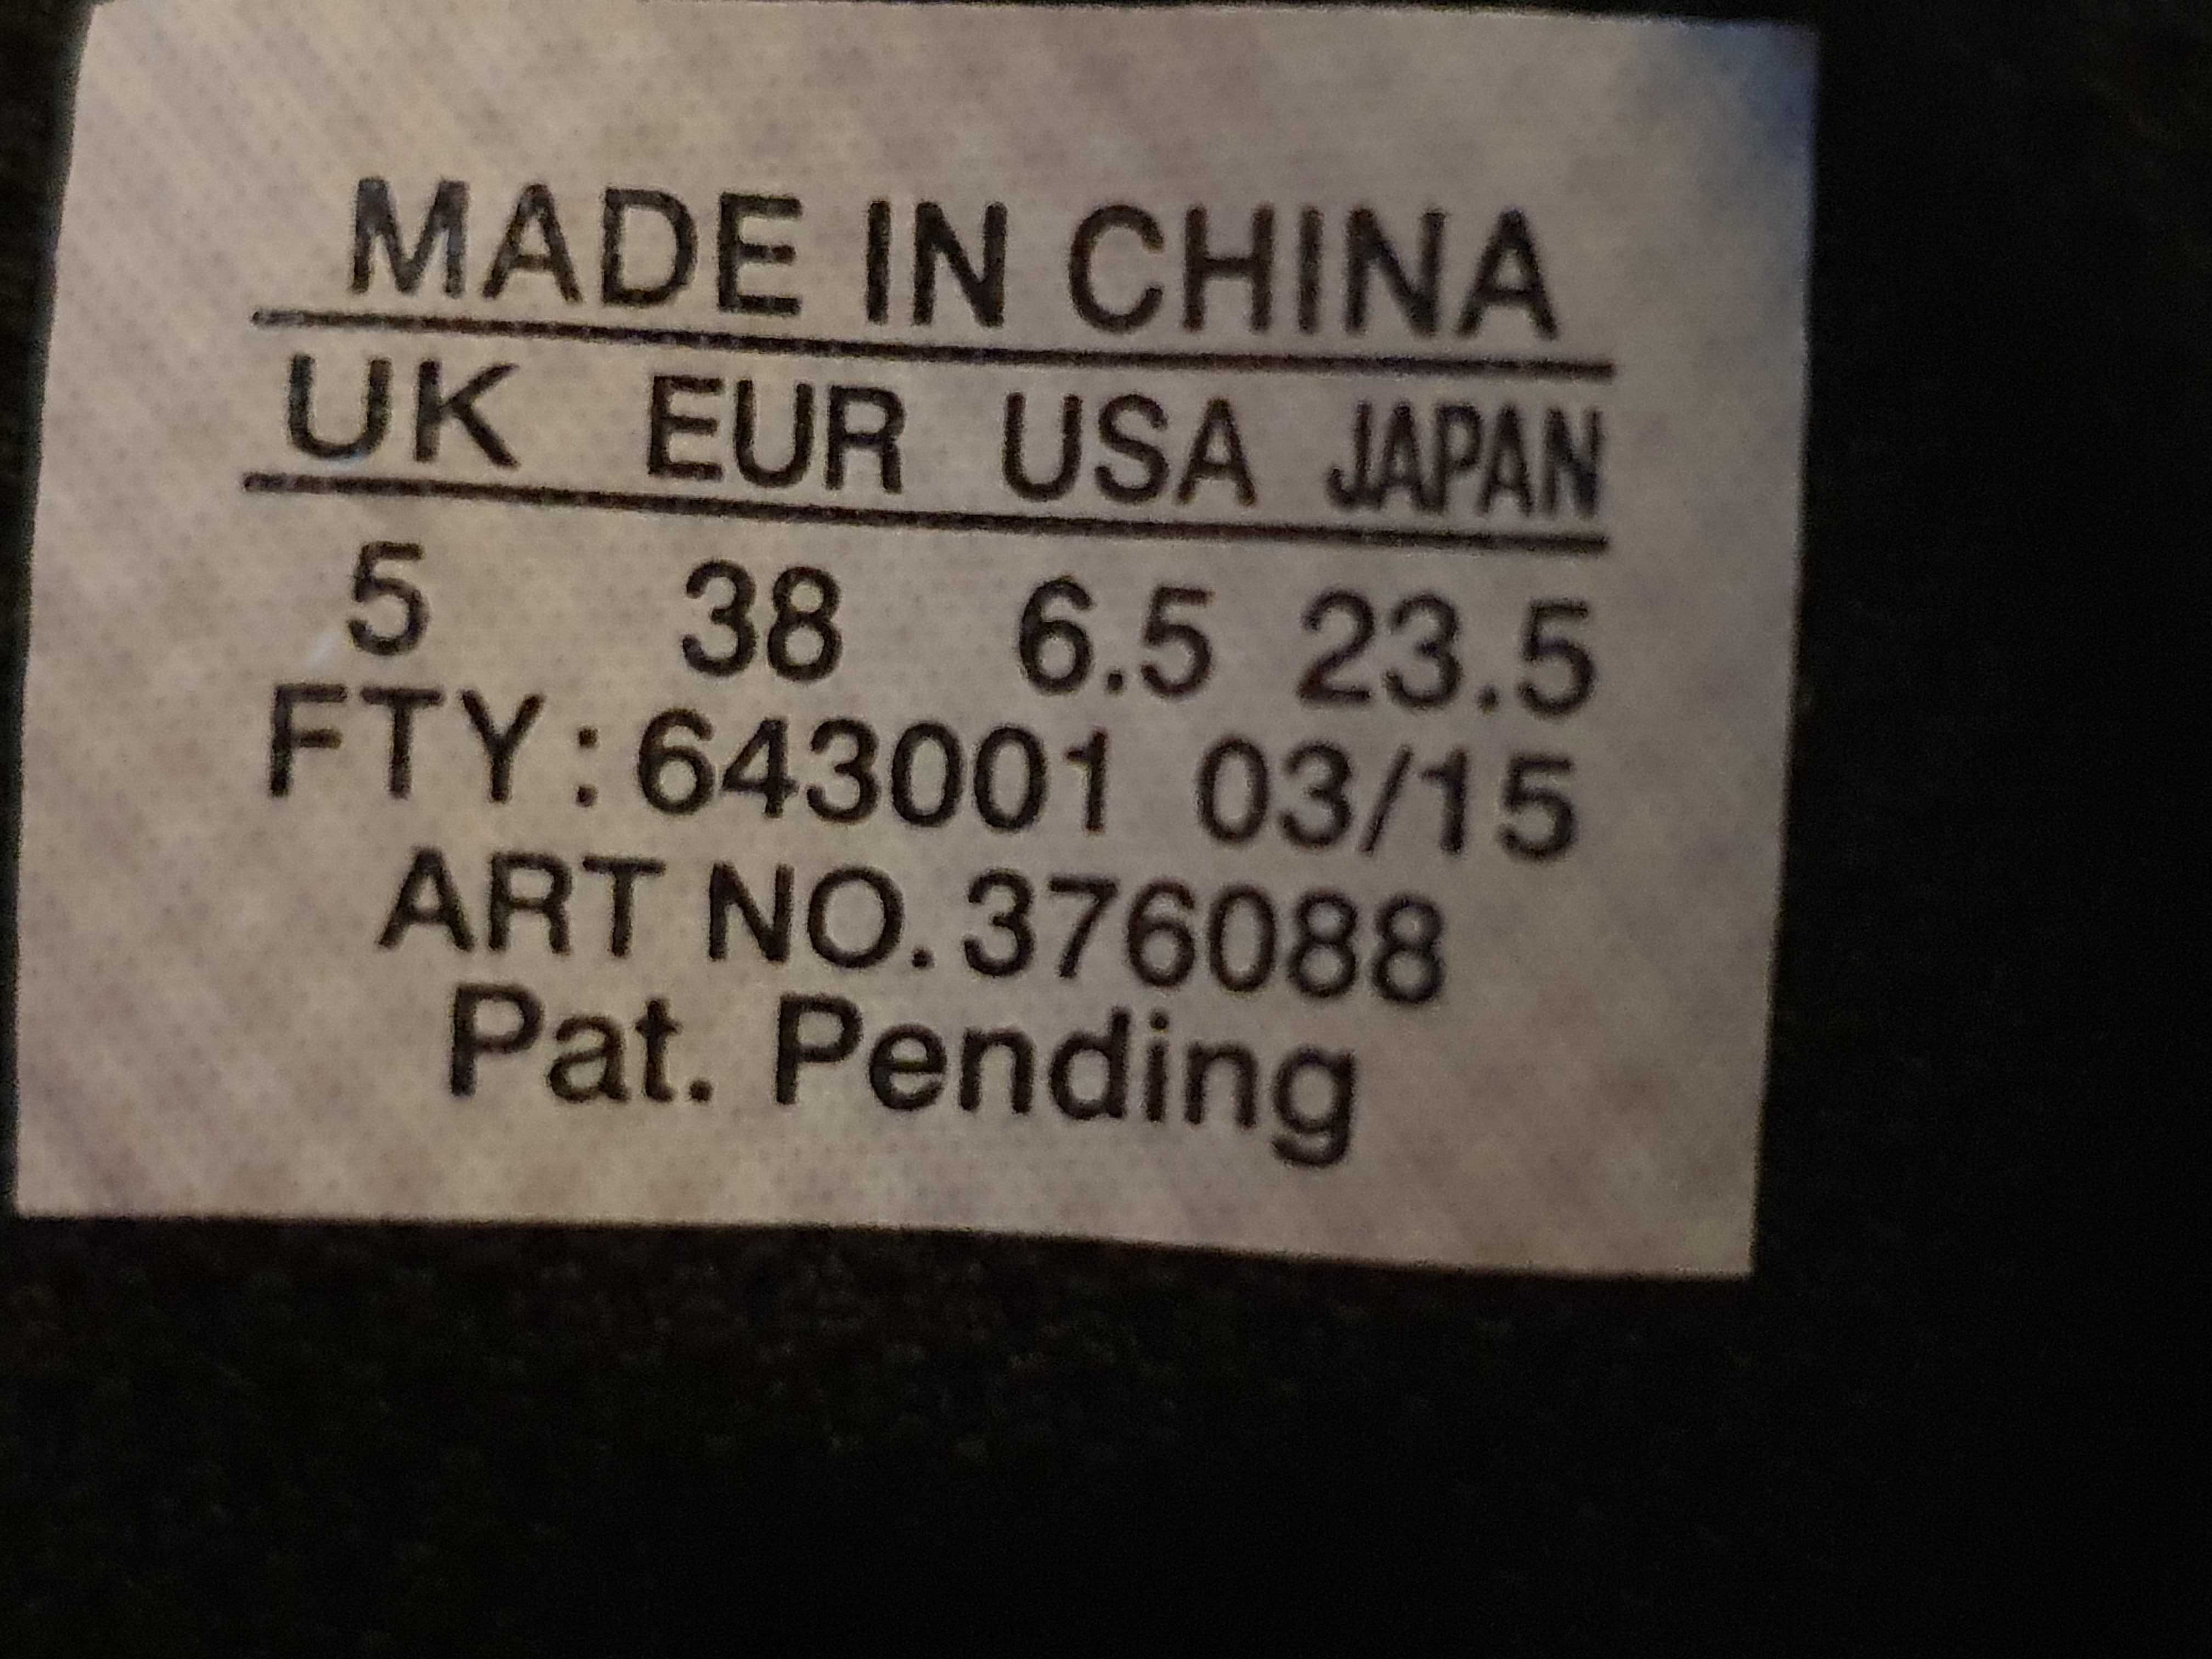 MADE IN CHINA
UK EUR USA JAPAN
5 38 6.5 23.5
FTY: 643001 03/15
ART NO. 376088
Pat. Pending